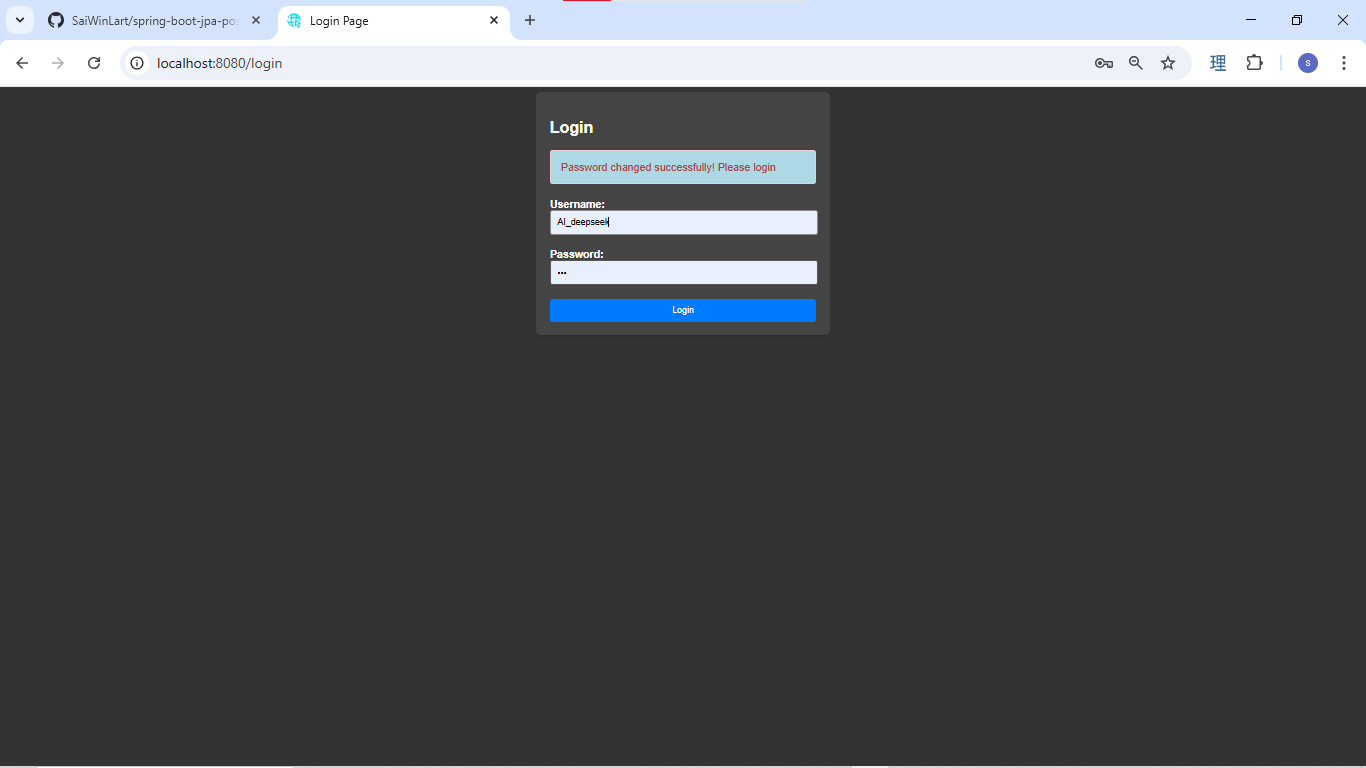 SaiWinLart/spring-boot-jpa-pos
Login Page
localhost:8080/login
理
s
Login
Password changed successfully! Please login
Username:
AI_deepseek
Password:
•••
Login